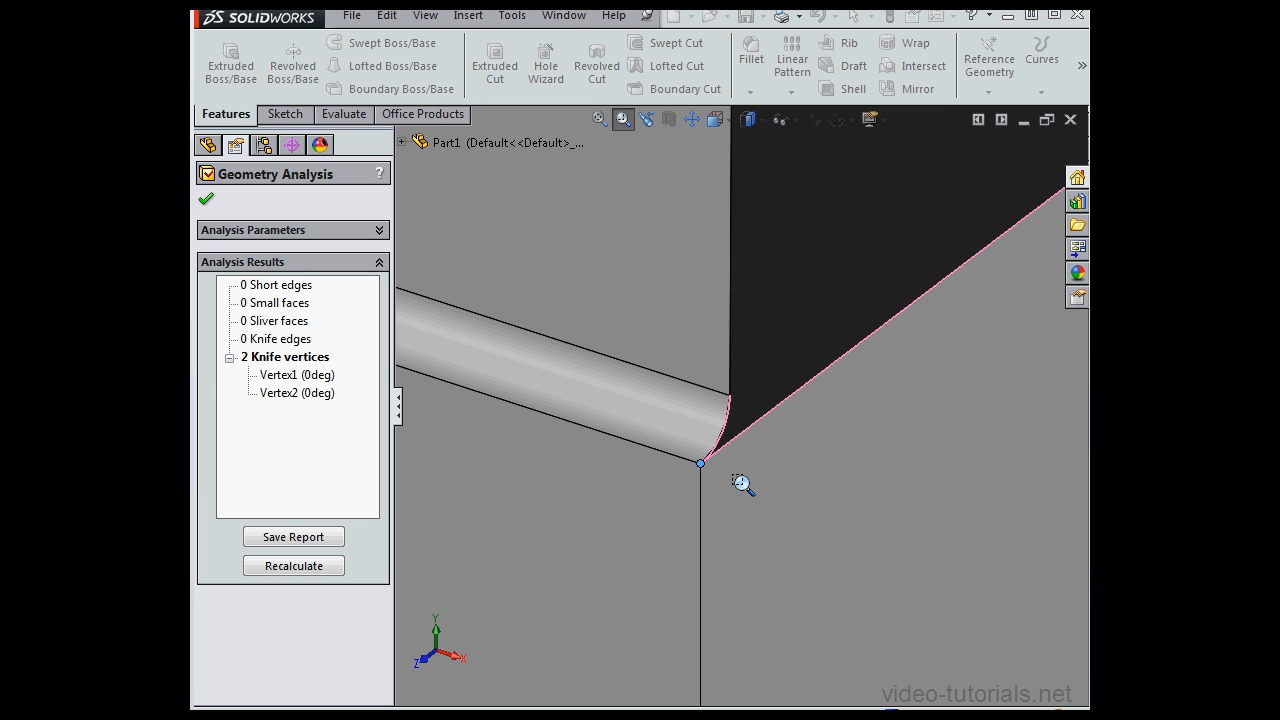 SOLIDWORKS
File Edit View Insert Tools Window Help
Extruded Boss/Base
Revolved Boss/Base
Swept Boss/Base
Lofted Boss/Base
Boundary Boss/Base
Extruded Cut
Hole Wizard
Revolved Cut
Swept Cut
Lofted Cut
Boundary Cut
Fillet
Linear Pattern
Rib
Draft
Shell
Wrap
Intersect
Mirror
Reference Geometry
Curves
Features Sketch Evaluate Office Products
Part1 (Default<<Default>_...
Geometry Analysis ?
Analysis Parameters
Analysis Results
0 Short edges
0 Small faces
0 Sliver faces
0 Knife edges
2 Knife vertices
Vertex1 (0deg)
Vertex2 (0deg)
Save Report
Recalculate
Y
Z
X
video-tutorials.net